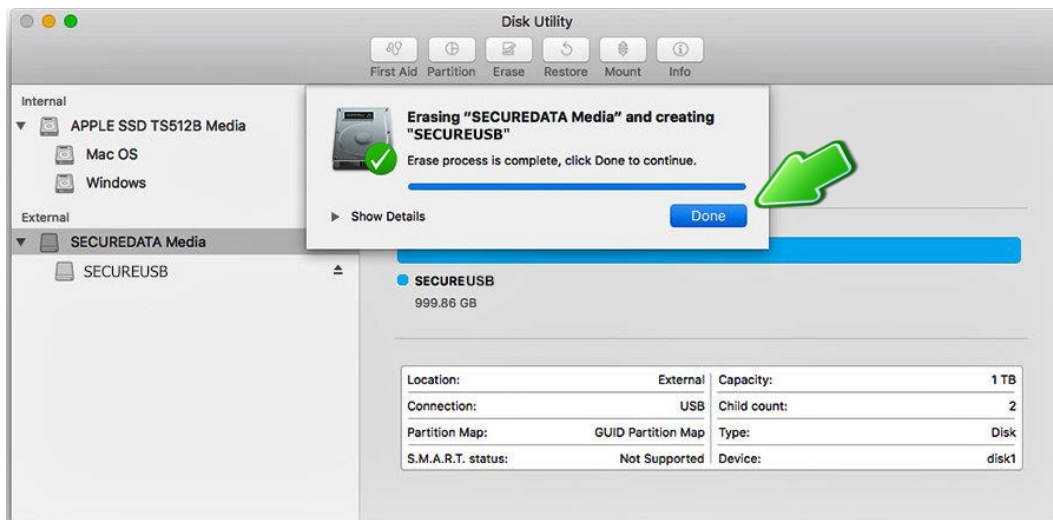 Disk Utility
First Aid Partition Erase Restore Mount Info
Internal
APPLE SSD TS512B Media
Mac OS
Windows
External
SECUREDATA Media
SECUREUSB
Erasing "SECUREDATA Media" and creating
"SECUREUSB"
Erase process is complete, click Done to continue.
Show Details
Done
SECUREUSB
999.86 GB
Location: External Capacity: 1 TB
Connection: USB Child count: 2
Partition Map: GUID Partition Map Type: Disk
S.M.A.R.T. status: Not Supported Device: disk1